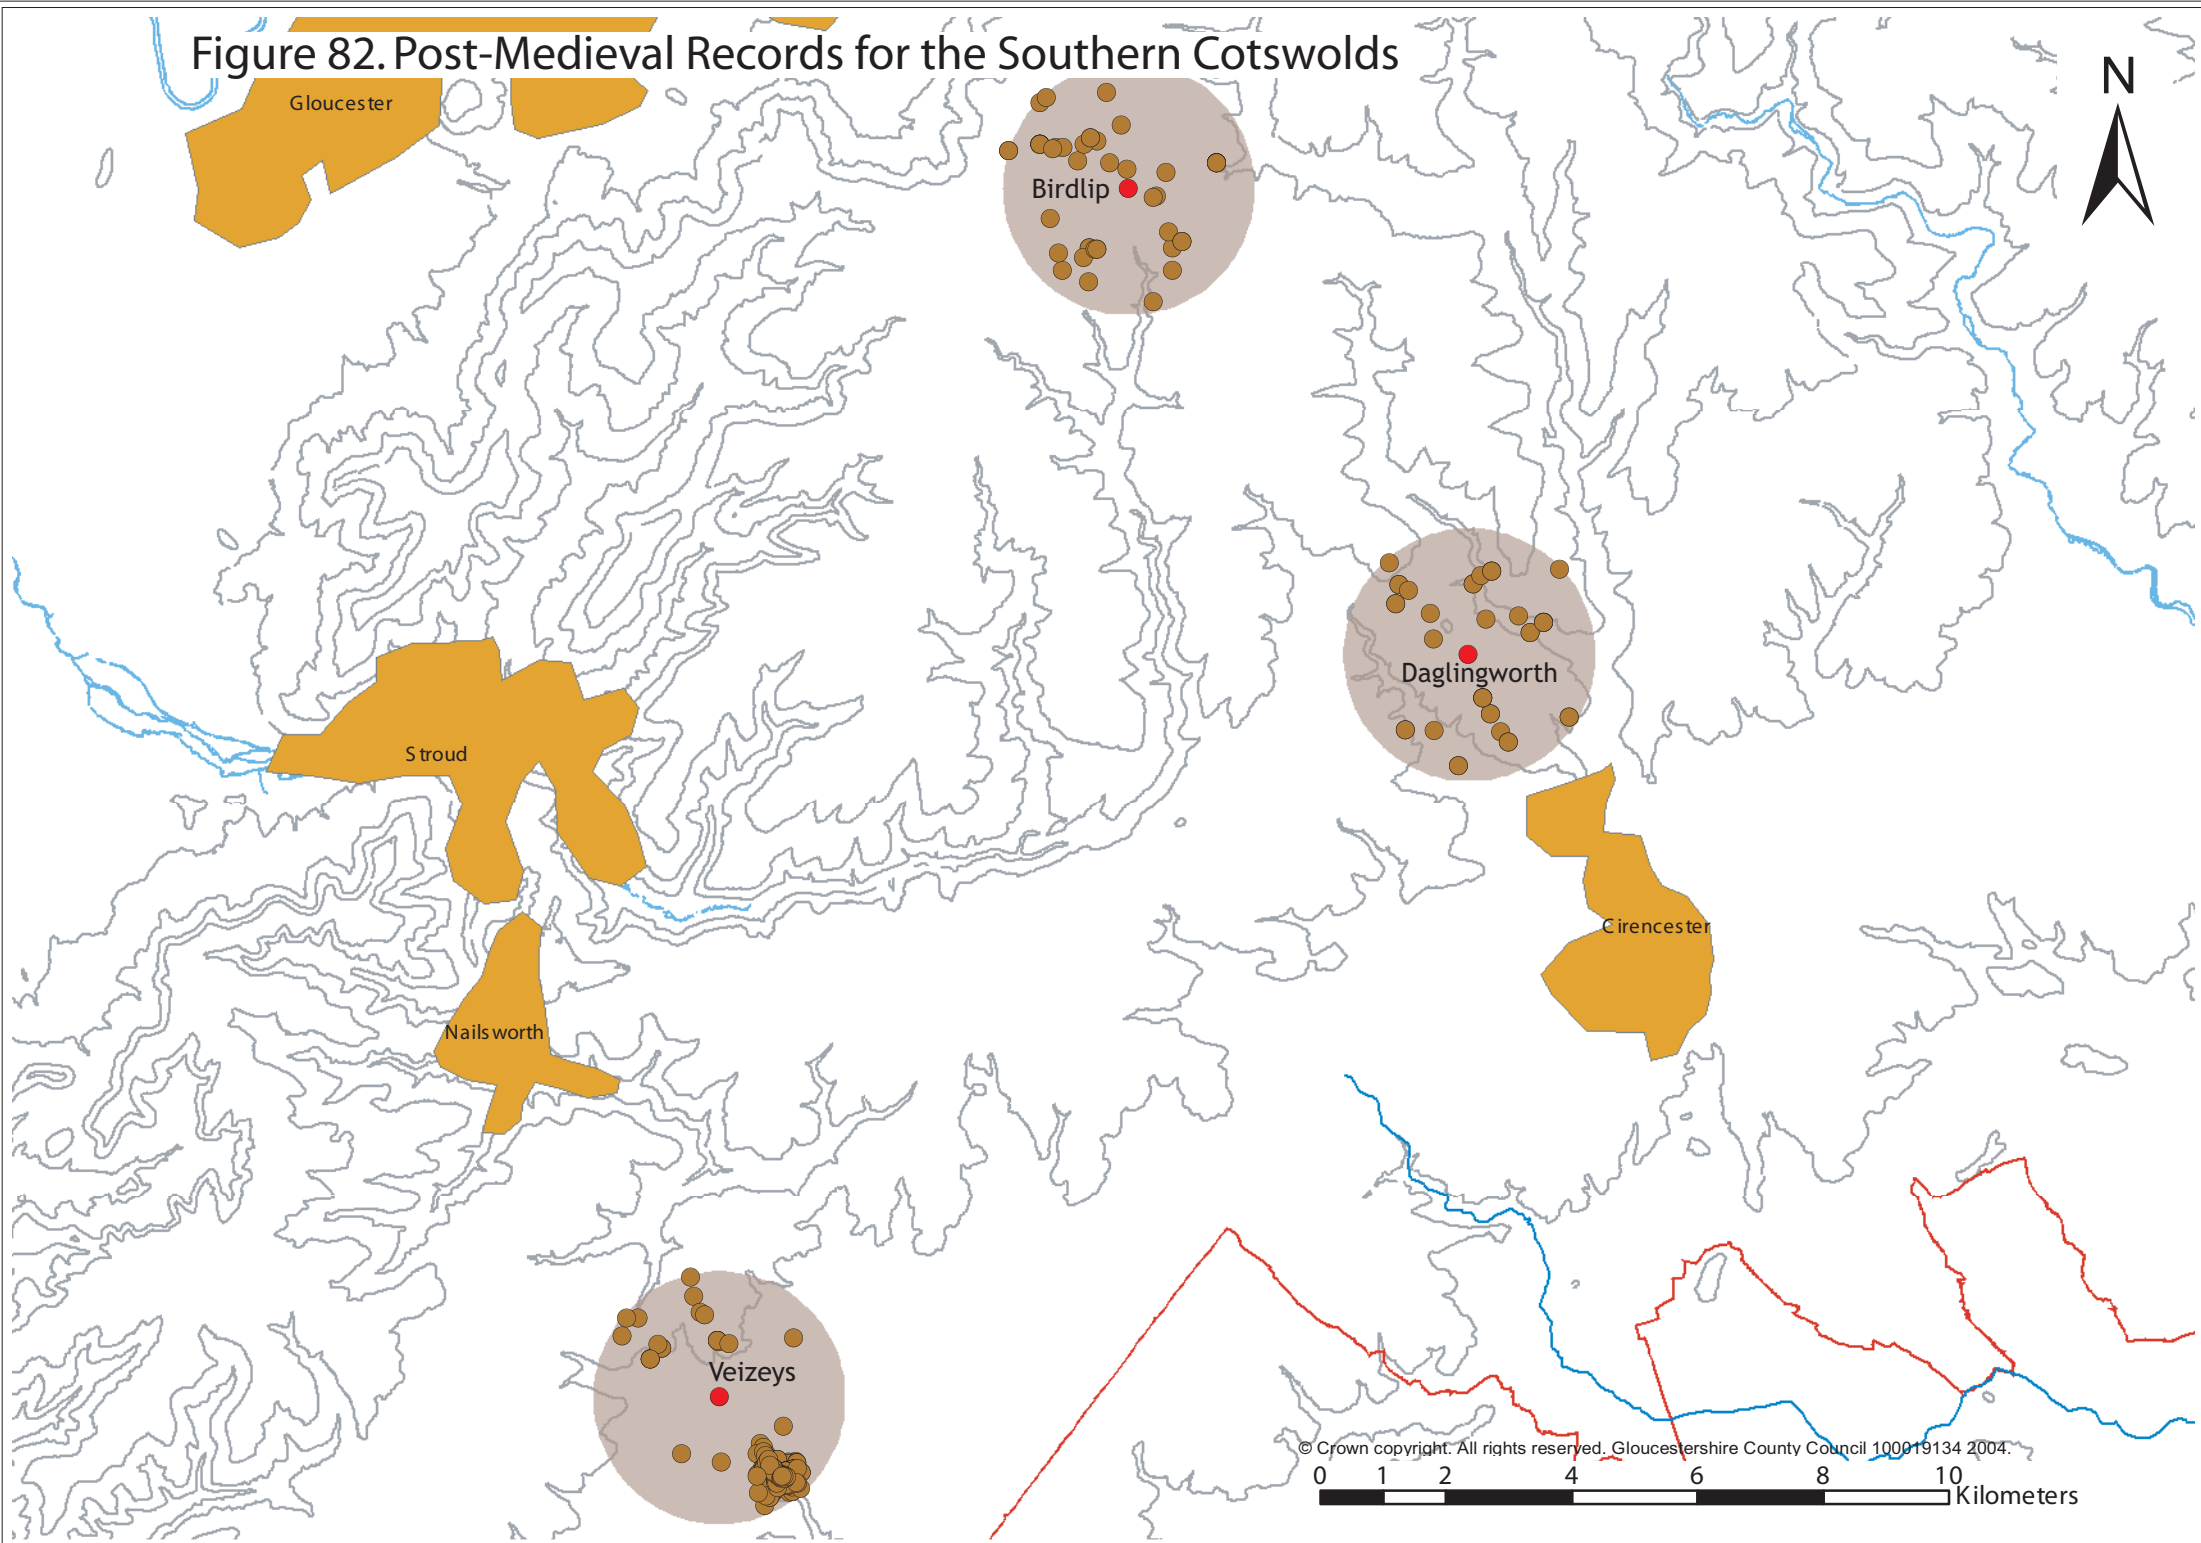 Figure 82. Post-Medieval Records for the Southern Cotswolds
N
Gloucester
Birdlip
Daglingworth
Stroud
Cirencester
Nailsworth
Veizeys
© Crown copyright. All rights reserved. Gloucestershire County Council 100019134 2004.
0 1 2 4 6 8 10
Kilometers